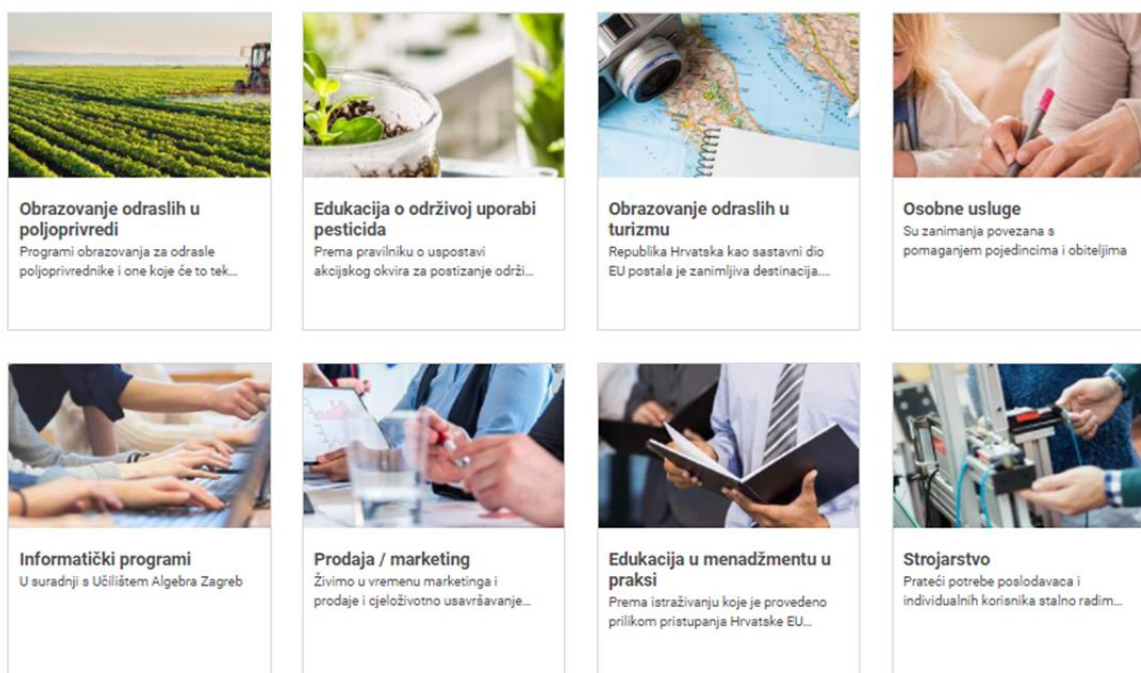 Obrazovanje odraslih u
poljoprivredi
Programi obrazovanja za odrasle
poljoprivrednike i one koje će to tek...
Edukacija o održivoj uporabi
pesticida
Prema pravilniku o uspostavi
akcijskog okvira za postizanje održi...
Obrazovanje odraslih u
turizmu
Republika Hrvatska kao sastavni dio
EU postala je zanimljiva destinacija....
Osobne usluge
Su zanimanja povezana s
pomaganjem pojedincima i obiteljima
Informatički programi
U suradnji s Učilištem Algebra Zagreb
Prodaja / marketing
Živimo u vremenu marketinga i
prodaje i cjeloživotno usavršavanje...
Edukacija u menadžmentu u
praksi
Prema istraživanju koje je provedeno
prilikom pristupanja Hrvatske EU...
Strojarstvo
Prateći potrebe poslodavaca i
individualnih korisnika stalno radim...